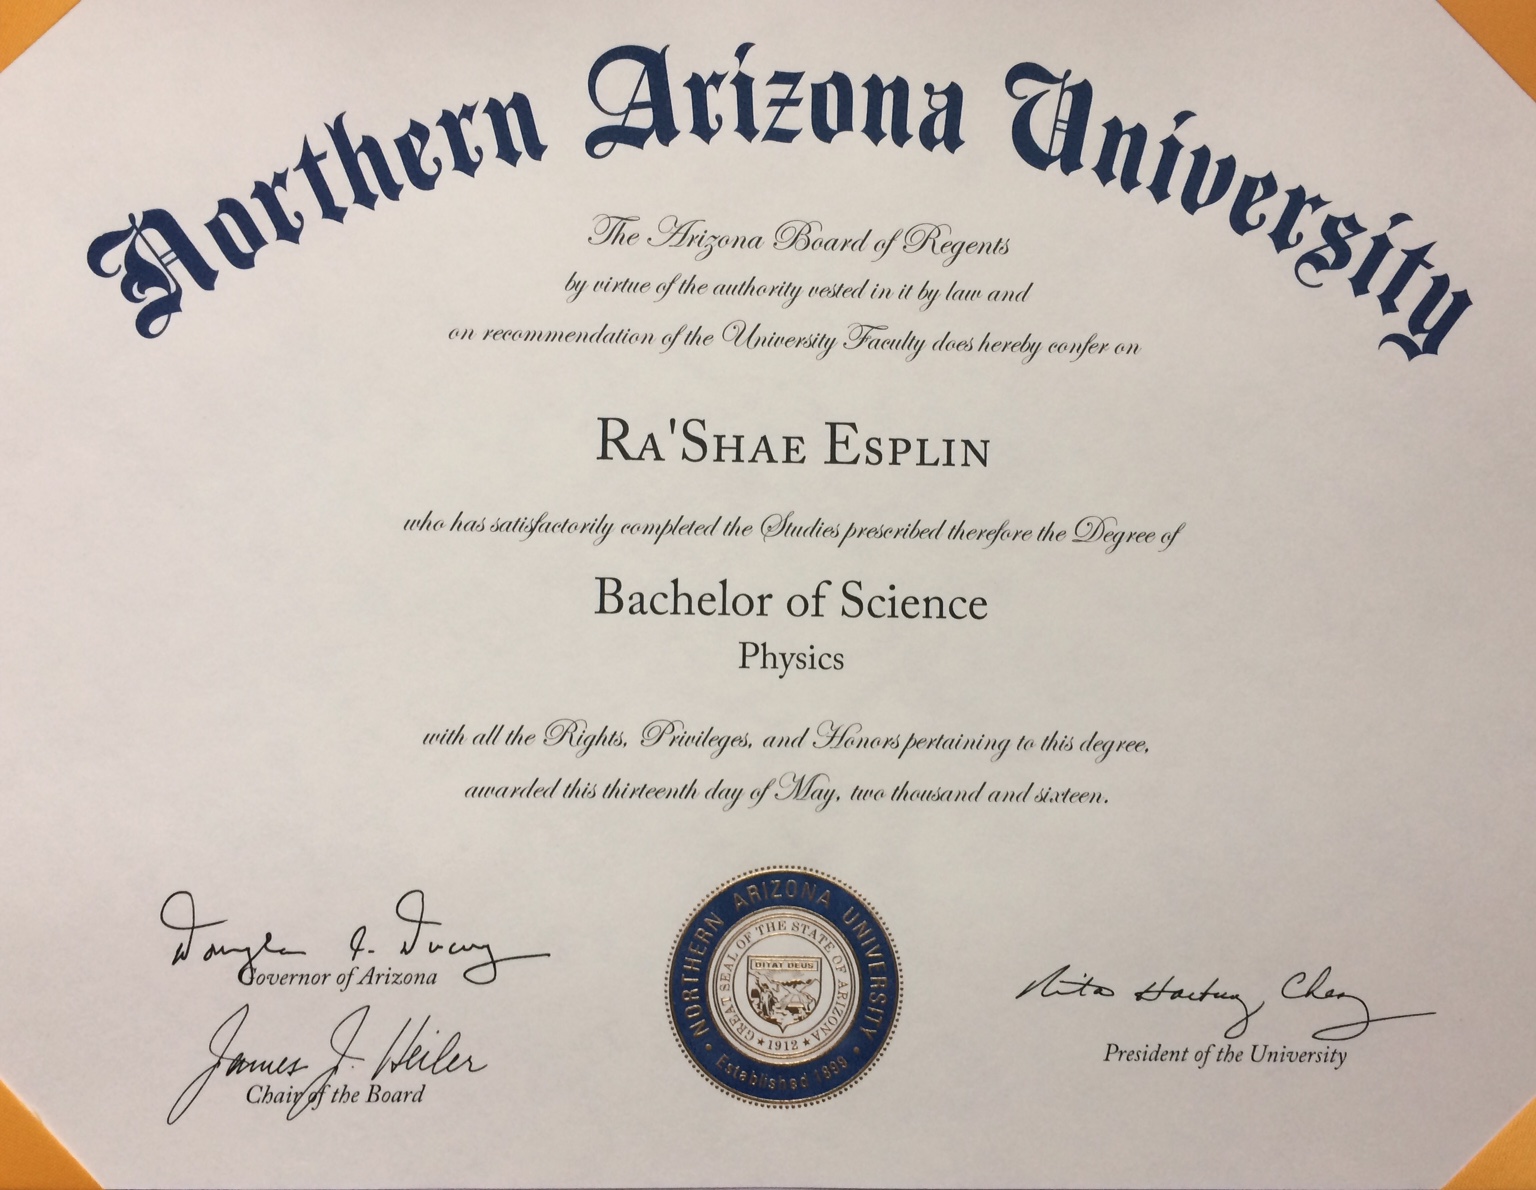 Northern Arizona University
The Arizona Board of Regents
by virtue of the authority vested in it by law and
on recommendation of the University Faculty does hereby confer on
Ra'Shae Esplin
who has satisfactorily completed the Studies prescribed therefore the Degree of
Bachelor of Science
Physics
with all the Rights, Privileges, and Honors pertaining to this degree,
awarded this thirteenth day of May, two thousand and sixteen.
Douglas A. Ducey
Governor of Arizona
James J. Heiler
Chair of the Board
NORTHERN ARIZONA UNIVERSITY
GREAT SEAL OF THE STATE OF ARIZONA
DITAT DEUS
1912
Established 1899
Rita Hartung Cheng
President of the University